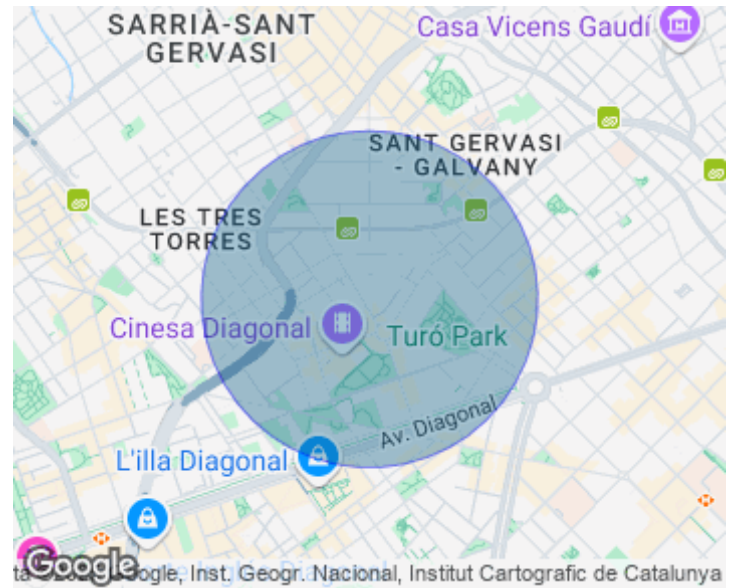 SARRIÀ-SANT
GERVASI
Casa Vicens Gaudí
SANT GERVASI
- GALVANY
LES TRES
TORRES
Cinesa Diagonal
Turó Park
Av. Diagonal
L'illa Diagonal
Google
Google, Inst. Geogr. Nacional, Institut Cartografic de Catalunya